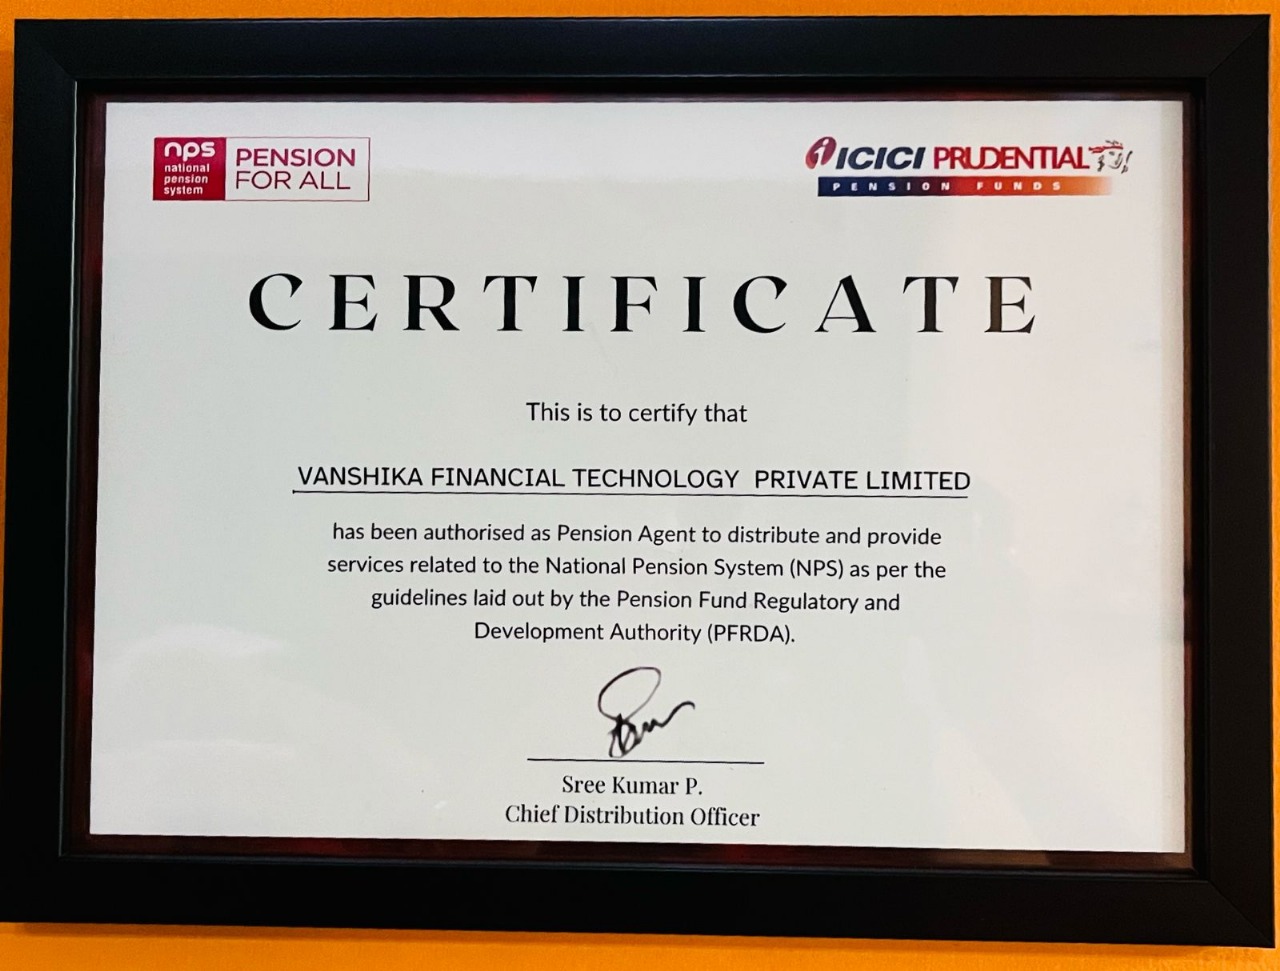 nps
national
pension
system
PENSION
FOR ALL
ICICI PRUDENTIAL
PENSION FUNDS
CERTIFICATE
This is to certify that
VANSHIKA FINANCIAL TECHNOLOGY PRIVATE LIMITED
has been authorised as Pension Agent to distribute and provide
services related to the National Pension System (NPS) as per the
guidelines laid out by the Pension Fund Regulatory and
Development Authority (PFRDA).
Sree Kumar P.
Chief Distribution Officer